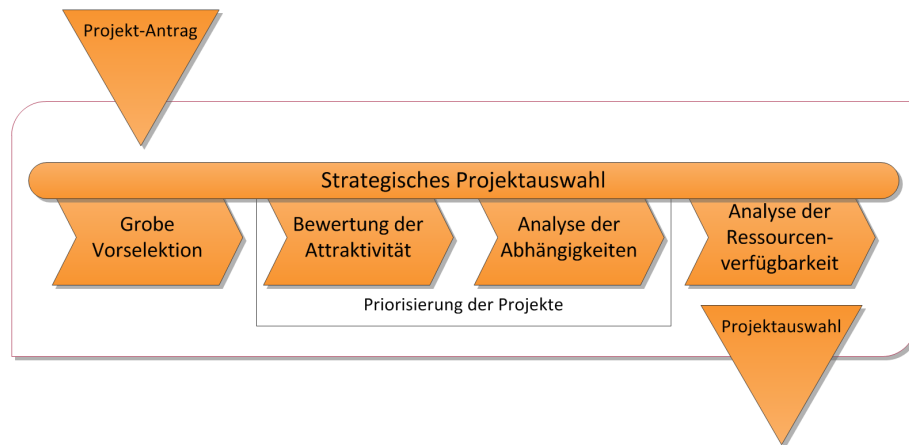 Projekt-Antrag
Strategisches Projektauswahl
Grobe
Vorselektion
Bewertung der
Attraktivität
Analyse der
Abhängigkeiten
Analyse der
Ressourcen-
verfügbarkeit
Priorisierung der Projekte
Projektauswahl